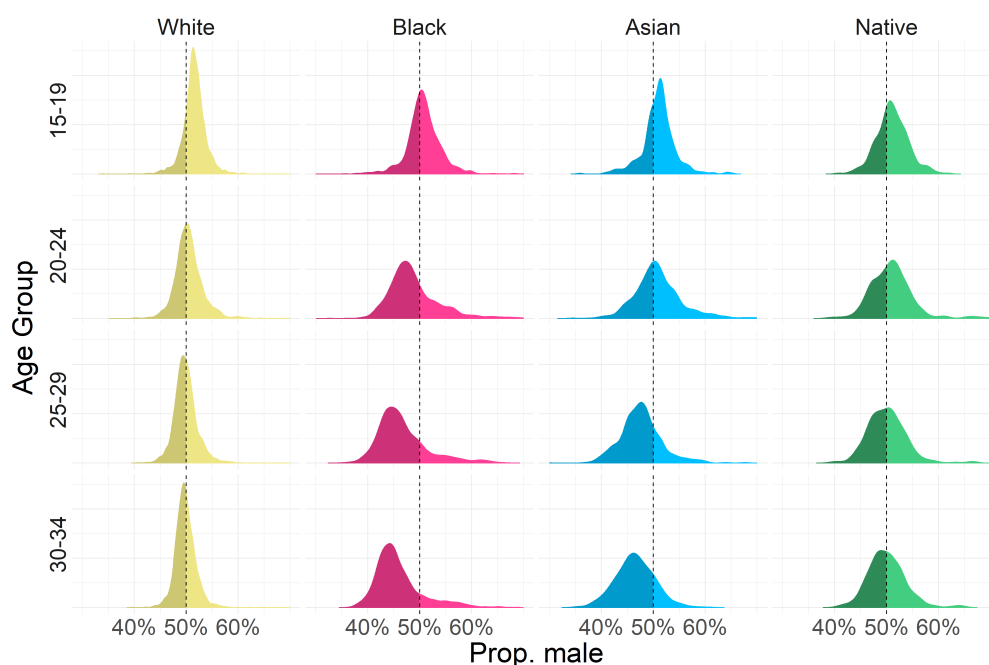 White Black Asian Native
Age Group
15-19
20-24
25-29
30-34
40% 50% 60% 40% 50% 60% 40% 50% 60% 40% 50% 60%
Prop. male